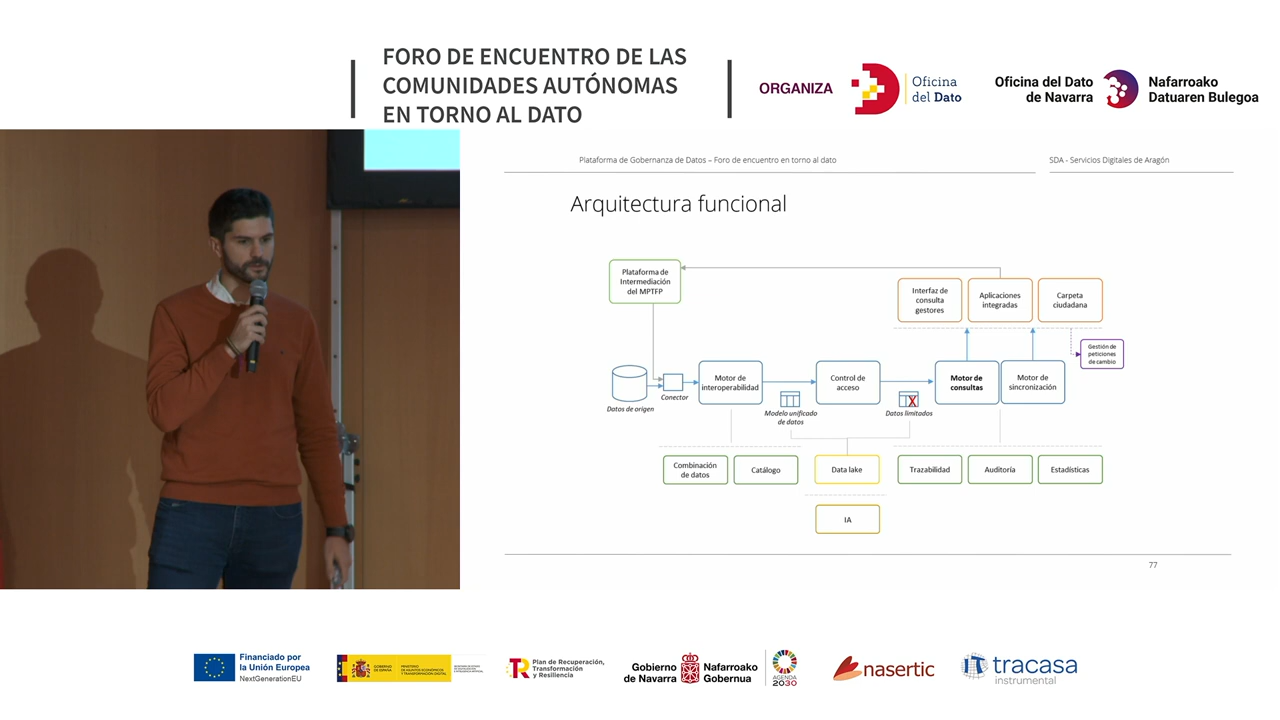 FORO DE ENCUENTRO DE LAS
COMUNIDADES AUTÓNOMAS
EN TORNO AL DATO
ORGANIZA
Oficina
del Dato
Oficina del Dato
de Navarra
Nafarroako
Datuaren Bulegoa
Plataforma de Gobernanza de Datos – Foro de encuentro en torno al dato
SDA - Servicios Digitales de Aragón
Arquitectura funcional
Plataforma de
Intermediación
del MPTFP
Interfaz de
consulta
gestores
Aplicaciones
integradas
Carpeta
ciudadana
Gestión de
peticiones
de cambio
Datos de origen
Conector
Motor de
interoperabilidad
Modelo unificado
de datos
Control de
acceso
Datos limitados
Motor de
consultas
Motor de
sincronización
Combinación
de datos
Catálogo
Data lake
Trazabilidad
Auditoría
Estadísticas
IA
77
Financiado por
la Unión Europea
NextGenerationEU
Plan de Recuperación,
Transformación
y Resiliencia
Gobierno
de Navarra
Nafarroako
Gobernua
AGENDA
2030
nasertic
tracasa
instrumental